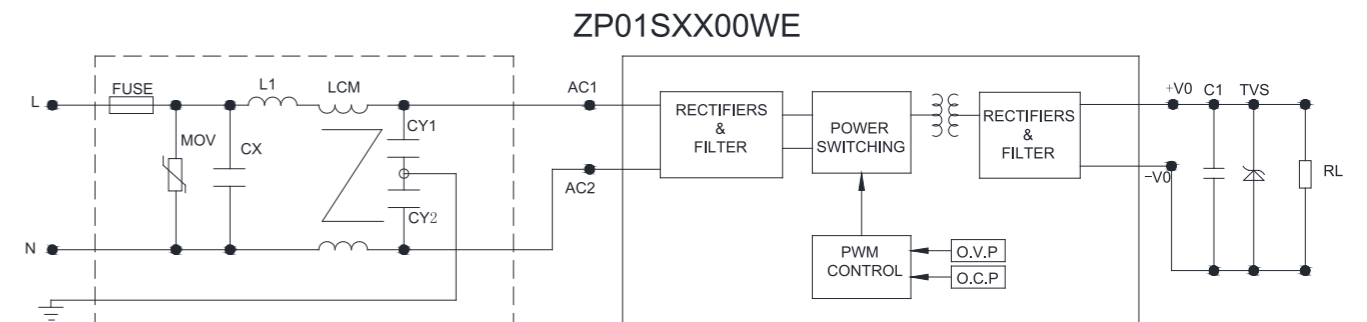 ZP01SXX00WE
FUSE
L1
LCM
AC1
+V0
C1
TVS
L
MOV
CX
CY1
RECTIFIERS
&
FILTER
POWER
SWITCHING
RECTIFIERS
&
FILTER
RL
AC2
−V0
CY2
N
PWM
CONTROL
O.V.P
O.C.P